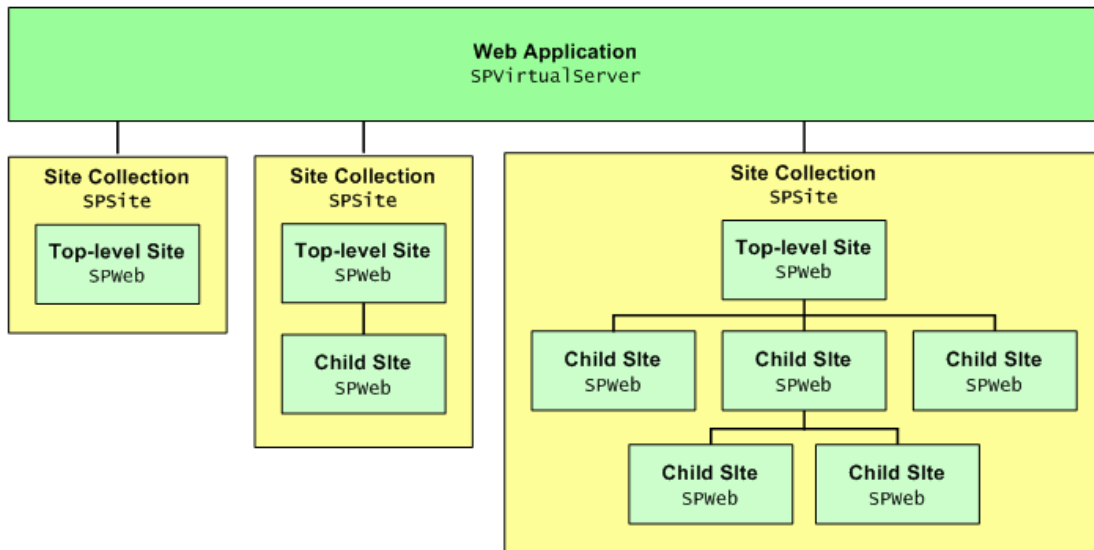 Web Application
SPVirtualServer
Site Collection
SPSite
Top-level Site
SPWeb
Site Collection
SPSite
Top-level Site
SPWeb
Child SIte
SPWeb
Site Collection
SPSite
Top-level Site
SPWeb
Child SIte
SPWeb
Child SIte
SPWeb
Child SIte
SPWeb
Child SIte
SPWeb
Child SIte
SPWeb